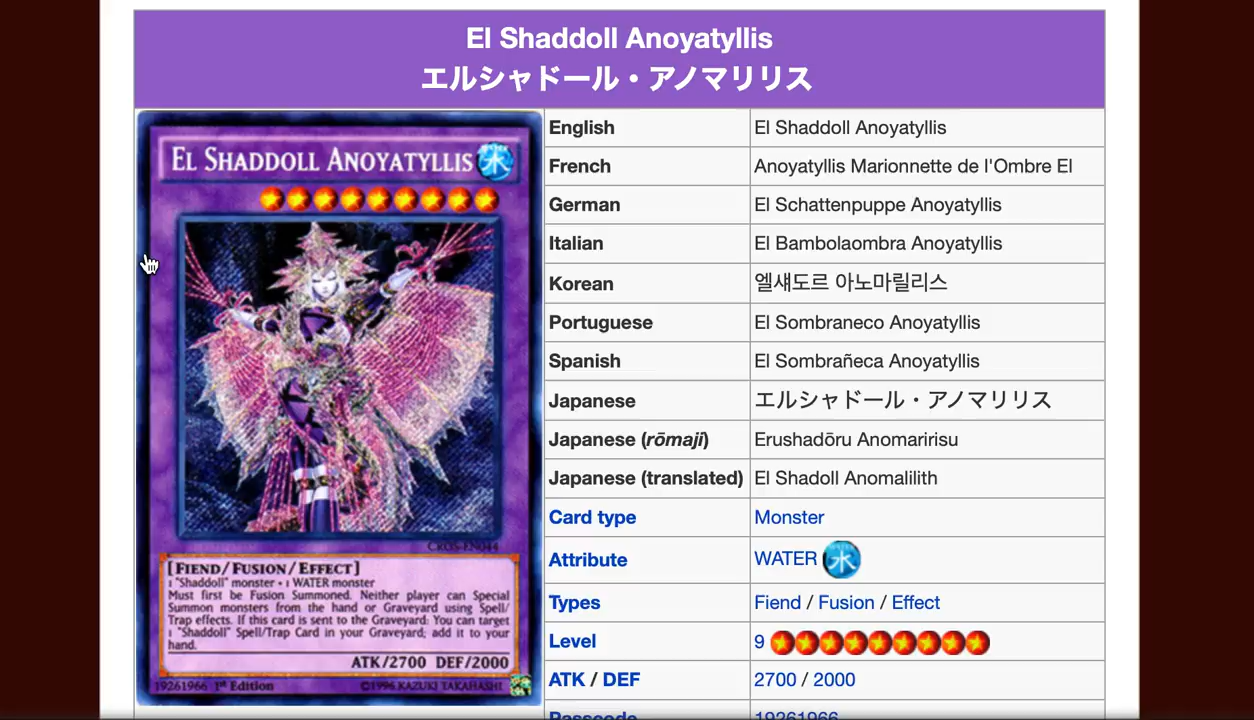 El Shaddoll Anoyatyllis
エルシャドール・アノマリリス
EL SHADDOLL ANOYATYLLIS 水
CROS-EN044
[FIEND/FUSION/EFFECT]
1 "Shaddoll" monster + 1 WATER monster
Must first be Fusion Summoned. Neither player can Special
Summon monsters from the hand or Graveyard using Spell/
Trap effects. If this card is sent to the Graveyard: You can target
1 "Shaddoll" Spell/Trap Card in your Graveyard; add it to your
hand.
ATK/2700 DEF/2000
19261966 1st Edition ©1996 KAZUKI TAKAHASHI
English El Shaddoll Anoyatyllis
French Anoyatyllis Marionnette de l'Ombre El
German El Schattenpuppe Anoyatyllis
Italian El Bambolaombra Anoyatyllis
Korean 엘섀도르 아노마릴리스
Portuguese El Sombraneco Anoyatyllis
Spanish El Sombrañeca Anoyatyllis
Japanese エルシャドール・アノマリリス
Japanese (rōmaji) Erushadōru Anomaririsu
Japanese (translated) El Shadoll Anomalilith
Card type Monster
Attribute WATER 水
Types Fiend / Fusion / Effect
Level 9
ATK / DEF 2700 / 2000
Passcode 19261966